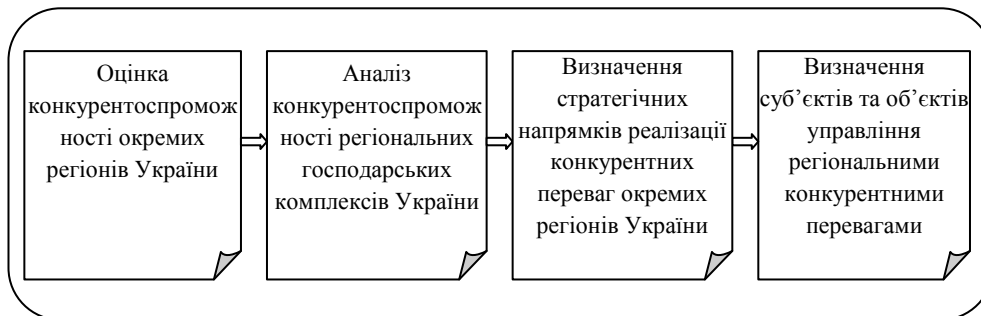 Оцінка
конкурентоспромож
ності окремих
регіонів України
Аналіз
конкурентоспромож
ності регіональних
господарських
комплексів України
Визначення
стратегічних
напрямків реалізації
конкурентних
переваг окремих
регіонів України
Визначення
суб’єктів та об’єктів
управління
регіональними
конкурентними
перевагами